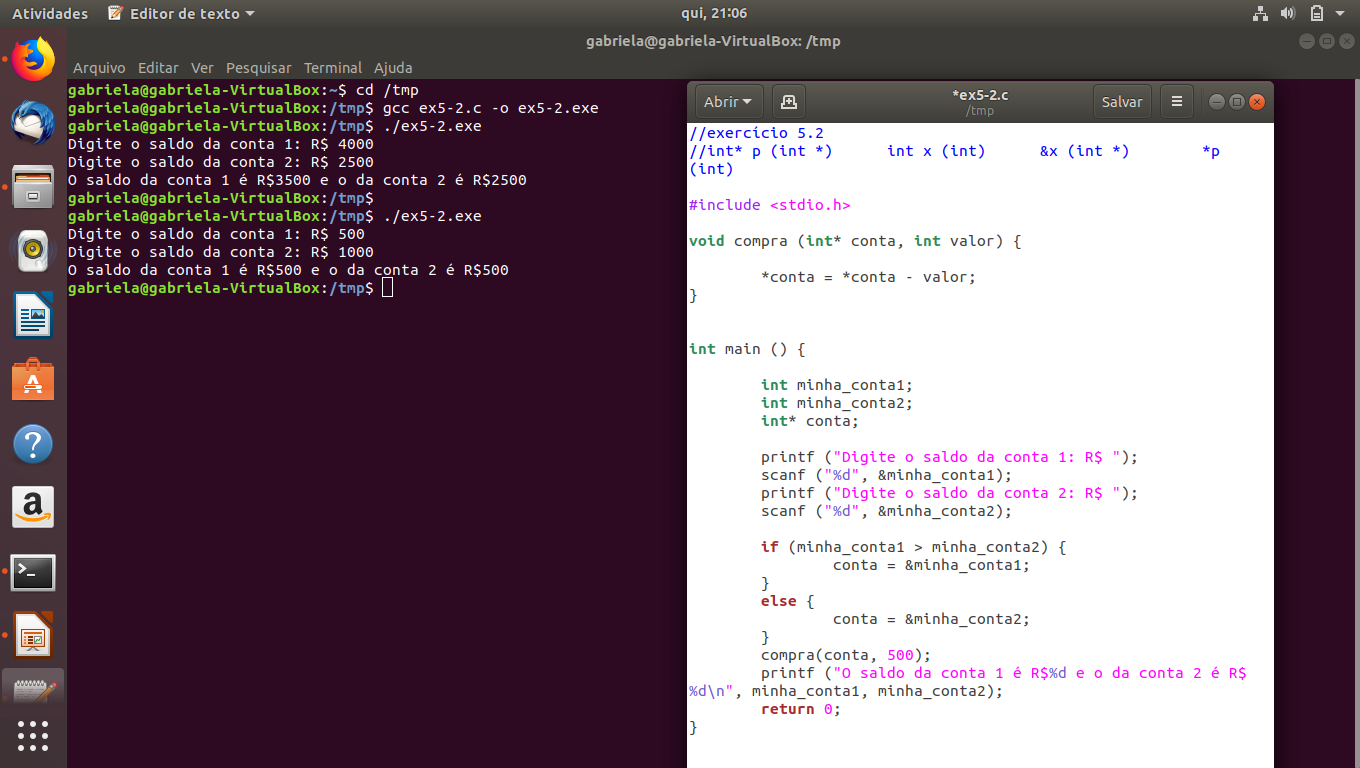 Atividades Editor de texto qui, 21:06
gabriela@gabriela-VirtualBox: /tmp
Arquivo Editar Ver Pesquisar Terminal Ajuda
gabriela@gabriela-VirtualBox:~$ cd /tmp
gabriela@gabriela-VirtualBox:/tmp$ gcc ex5-2.c -o ex5-2.exe
gabriela@gabriela-VirtualBox:/tmp$ ./ex5-2.exe
Digite o saldo da conta 1: R$ 4000
Digite o saldo da conta 2: R$ 2500
O saldo da conta 1 é R$3500 e o da conta 2 é R$2500
gabriela@gabriela-VirtualBox:/tmp$
gabriela@gabriela-VirtualBox:/tmp$ ./ex5-2.exe
Digite o saldo da conta 1: R$ 500
Digite o saldo da conta 2: R$ 1000
O saldo da conta 1 é R$500 e o da conta 2 é R$500
gabriela@gabriela-VirtualBox:/tmp$
Abrir *ex5-2.c Salvar
/tmp
//exercício 5.2
//int* p (int *)      int x (int)      &x (int *)        *p
(int)
#include <stdio.h>
void compra (int* conta, int valor) {
        *conta = *conta - valor;
}
int main () {
        int minha_conta1;
        int minha_conta2;
        int* conta;
        printf ("Digite o saldo da conta 1: R$ ");
        scanf ("%d", &minha_conta1);
        printf ("Digite o saldo da conta 2: R$ ");
        scanf ("%d", &minha_conta2);
        if (minha_conta1 > minha_conta2) {
                conta = &minha_conta1;
        }
        else {
                conta = &minha_conta2;
        }
        compra(conta, 500);
        printf ("O saldo da conta 1 é R$%d e o da conta 2 é R$
%d\n", minha_conta1, minha_conta2);
        return 0;
}